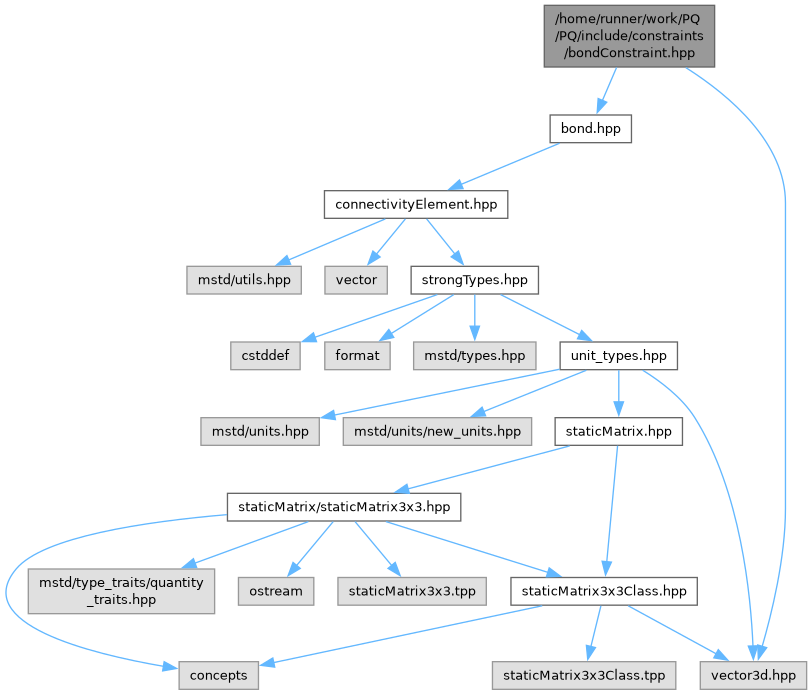 /home/runner/work/PQ
/PQ/include/constraints
/bondConstraint.hpp
bond.hpp
connectivityElement.hpp
mstd/utils.hpp
vector
strongTypes.hpp
cstddef
format
mstd/types.hpp
unit_types.hpp
mstd/units.hpp
mstd/units/new_units.hpp
staticMatrix.hpp
staticMatrix/staticMatrix3x3.hpp
mstd/type_traits/quantity
_traits.hpp
ostream
staticMatrix3x3.tpp
staticMatrix3x3Class.hpp
concepts
staticMatrix3x3Class.tpp
vector3d.hpp